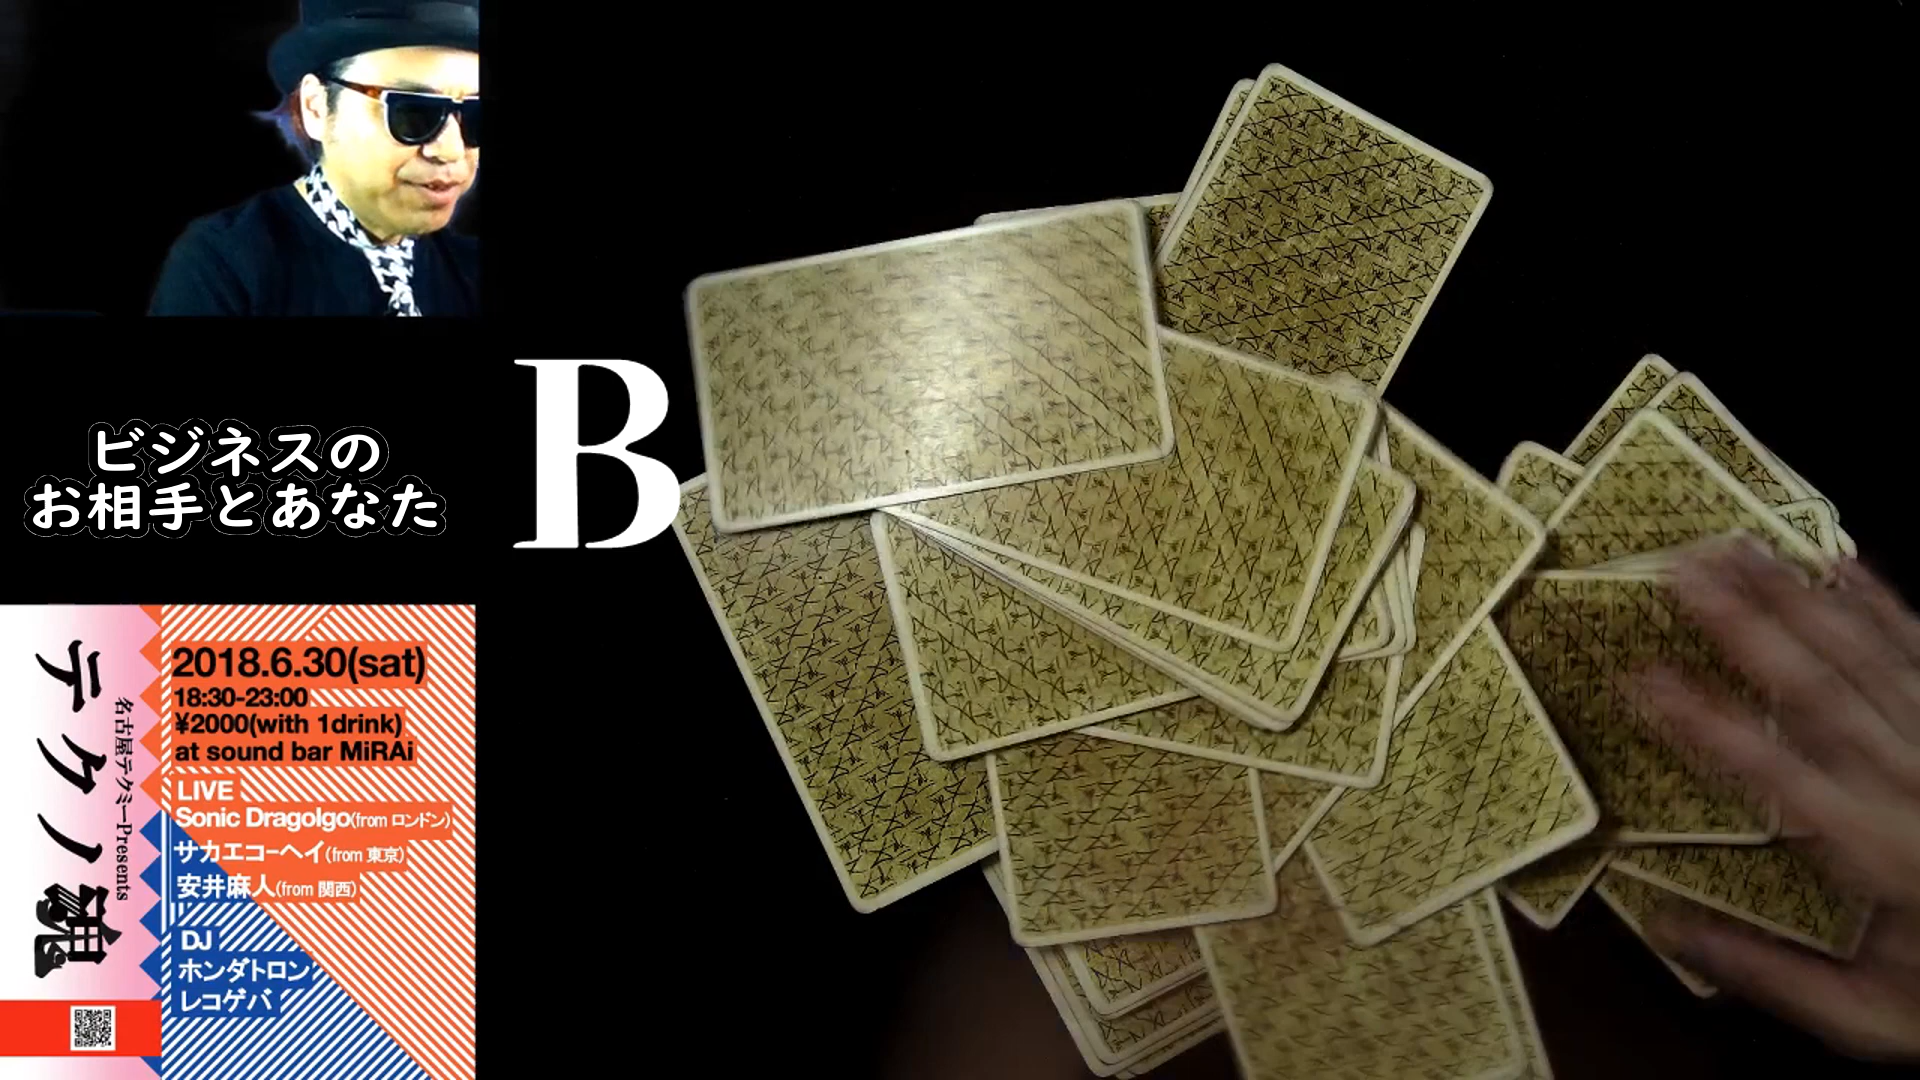 ビジネスの
お相手とあなた
B
テクノ魂
名古屋テクミーPresents
2018.6.30(sat)
18:30-23:00
¥2000(with 1drink)
at sound bar MiRAi
LIVE
Sonic Dragolgo(from ロンドン)
サカエコーヘイ(from 東京)
安井麻人(from 関西)
DJ
ホンダトロン
レコゲバ